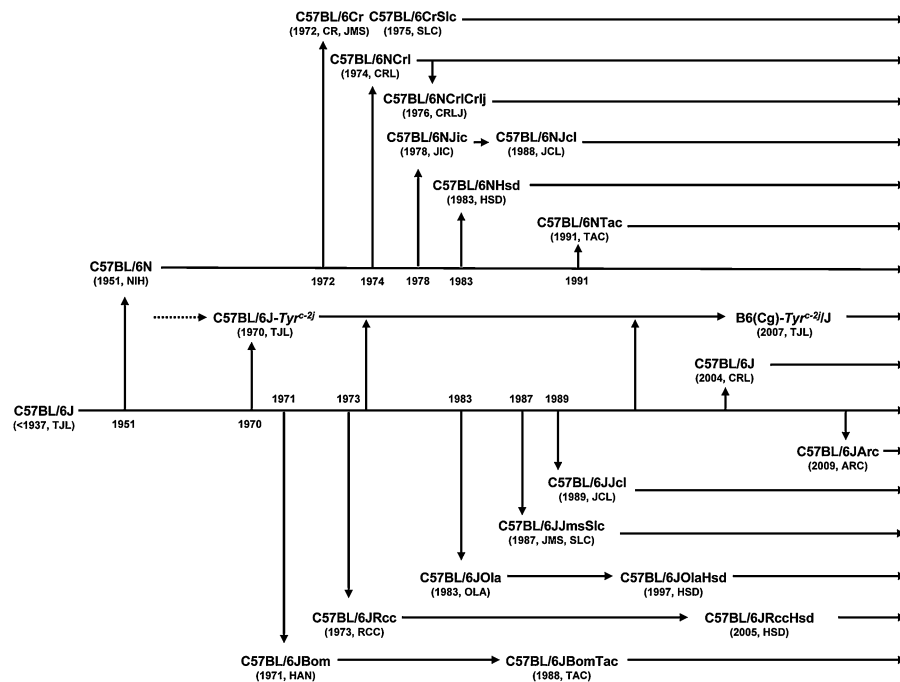 C57BL/6Cr C57BL/6CrSlc
(1972, CR, JMS) (1975, SLC)
C57BL/6NCrl
(1974, CRL)
C57BL/6NCrlCrlj
(1976, CRLJ)
C57BL/6NJic C57BL/6NJcl
(1978, JIC) (1988, JCL)
C57BL/6NHsd
(1983, HSD)
C57BL/6NTac
(1991, TAC)
C57BL/6N
(1951, NIH)
1972 1974 1978 1983 1991
C57BL/6J-Tyrc-2j B6(Cg)-Tyrc-2j/J
(1970, TJL) (2007, TJL)
C57BL/6J
(2004, CRL)
1971 1973 1983 1987 1989
C57BL/6J
(<1937, TJL)
1951 1970
C57BL/6JArc
(2009, ARC)
C57BL/6JJcl
(1989, JCL)
C57BL/6JJmsSlc
(1987, JMS, SLC)
C57BL/6JOla C57BL/6JOlaHsd
(1983, OLA) (1997, HSD)
C57BL/6JRcc C57BL/6JRccHsd
(1973, RCC) (2005, HSD)
C57BL/6JBom C57BL/6JBomTac
(1971, HAN) (1988, TAC)